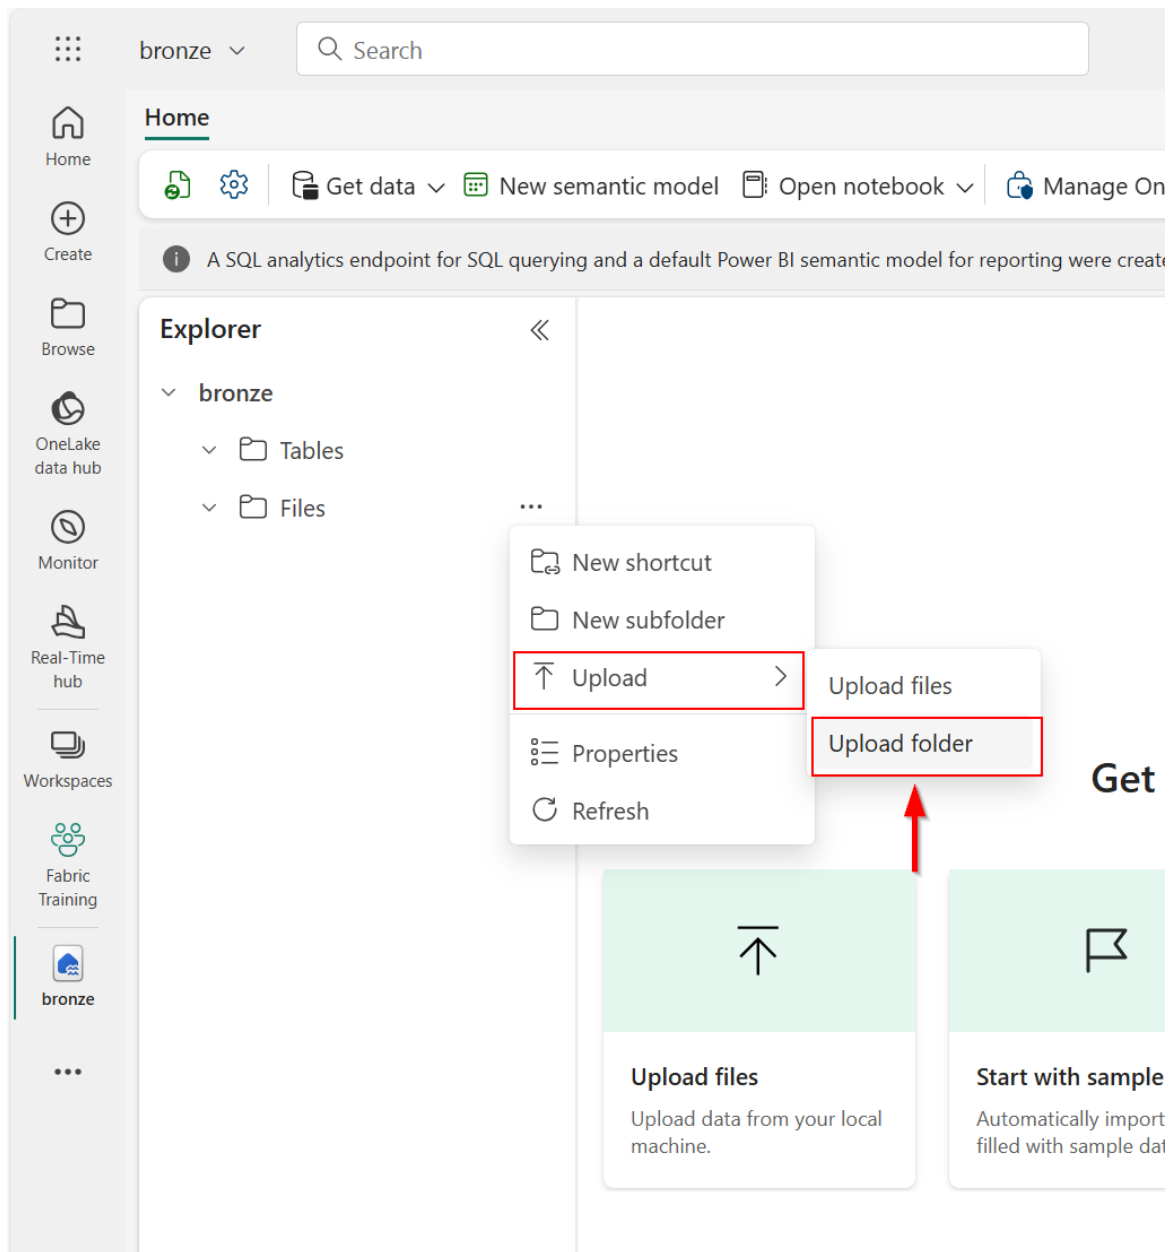 bronze
Search
Home
Home
Get data
New semantic model
Open notebook
Manage On
Create
A SQL analytics endpoint for SQL querying and a default Power BI semantic model for reporting were create
Browse
Explorer
bronze
Tables
Files
OneLake
data hub
Monitor
Real-Time
hub
Workspaces
Fabric
Training
bronze
New shortcut
New subfolder
Upload
Properties
Refresh
Upload files
Upload folder
Get
Upload files
Upload data from your local
machine.
Start with sample
Automatically import
filled with sample dat